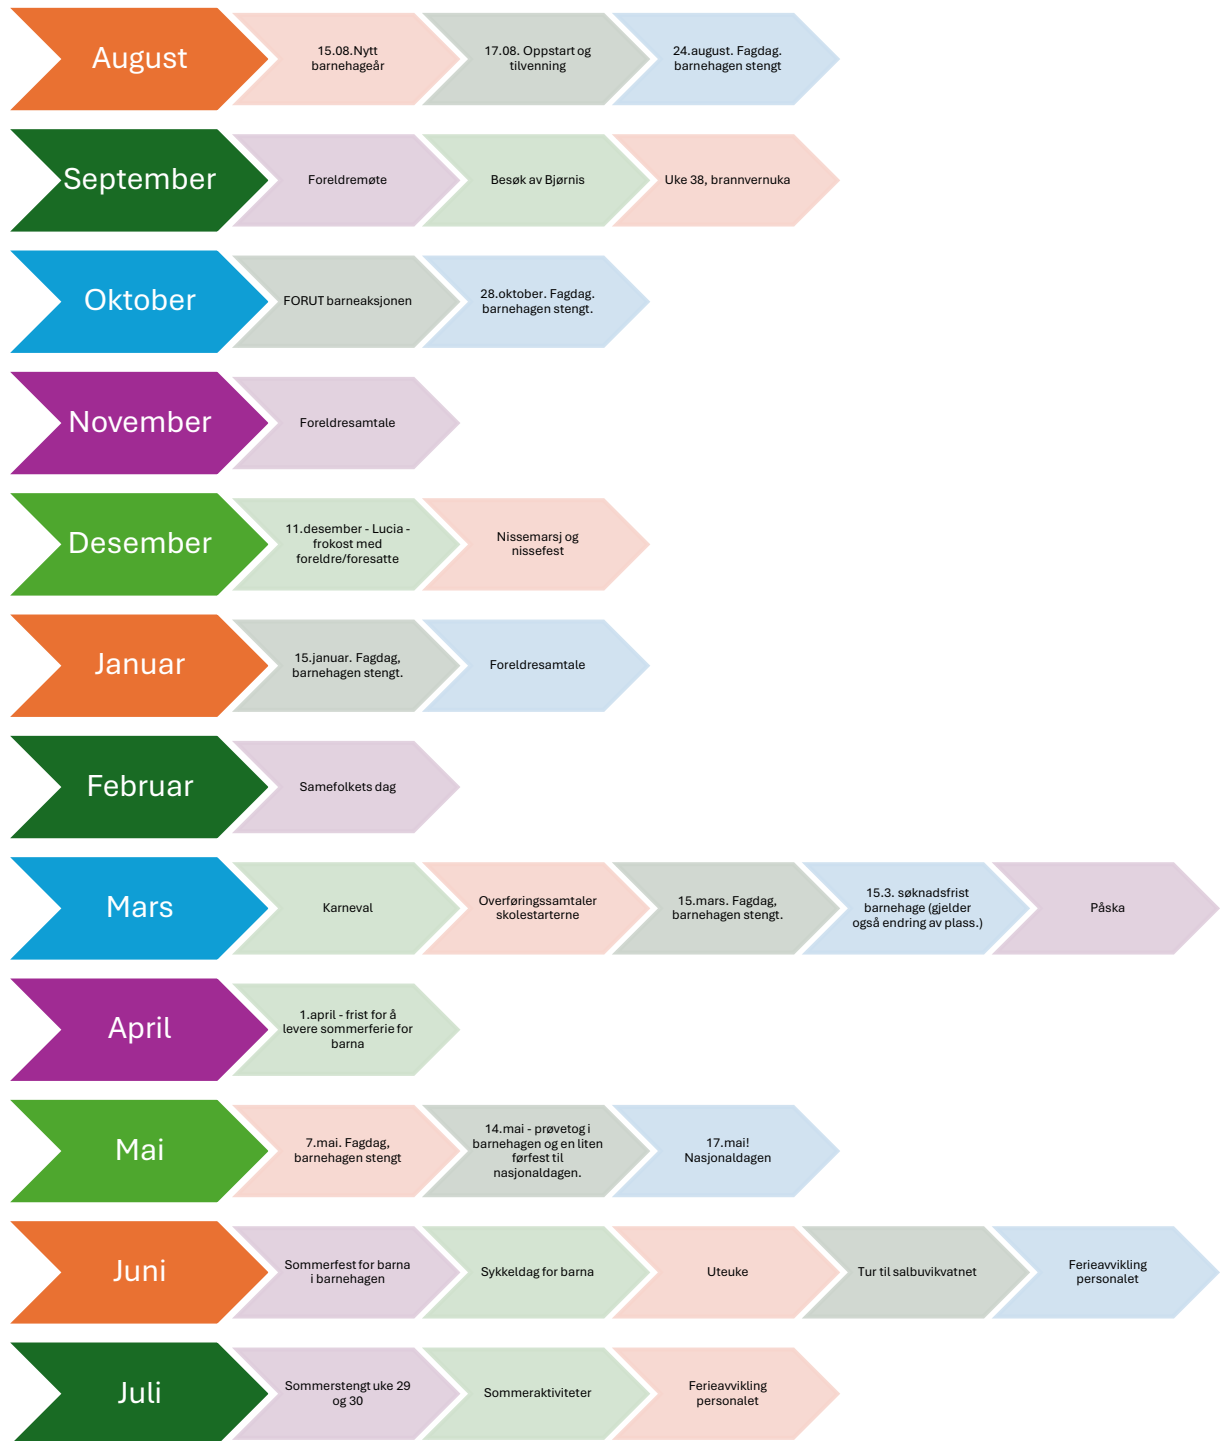 August
15.08.Nytt
barnehageår
17.08. Oppstart og
tilvenning
24.august. Fagdag.
barnehagen stengt
September
Foreldremøte
Besøk av Bjørnis
Uke 38, brannvernuka
Oktober
FORUT barneaksjonen
28.oktober. Fagdag.
barnehagen stengt.
November
Foreldresamtale
Desember
11.desember - Lucia -
frokost med
foreldre/foresatte
Nissemarsj og
nissefest
Januar
15.januar. Fagdag,
barnehagen stengt.
Foreldresamtale
Februar
Samefolkets dag
Mars
Karneval
Overføringssamtaler
skolestarterne
15.mars. Fagdag,
barnehagen stengt.
15.3. søknadsfrist
barnehage (gjelder
også endring av plass.)
Påska
April
1.april - frist for å
levere sommerferie for
barna
Mai
7.mai. Fagdag,
barnehagen stengt
14.mai - prøvetog i
barnehagen og en liten
førfest til
nasjonaldagen.
17.mai!
Nasjonaldagen
Juni
Sommerfest for barna
i barnehagen
Sykkeldag for barna
Uteuke
Tur til salbuvikvatnet
Ferieavvikling
personalet
Juli
Sommerstengt uke 29
og 30
Sommeraktiviteter
Ferieavvikling
personalet